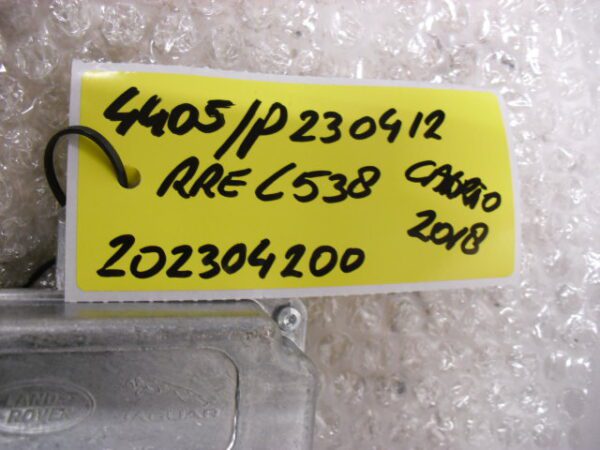 4405/P230412
RRE L538 CABRIO
2018
202304200
LAND ROVER
JAGUAR